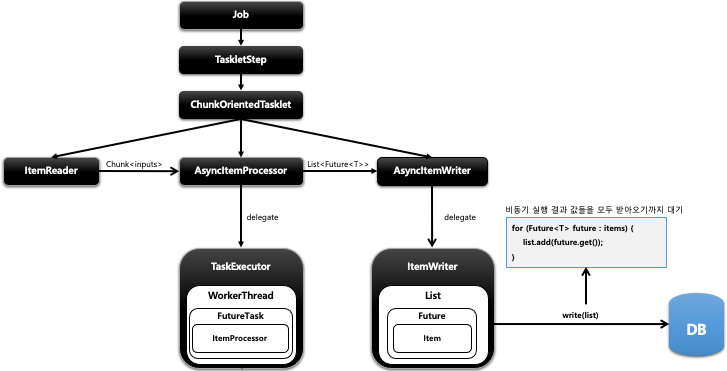 Job
TaskletStep
ChunkOrientedTasklet
ItemReader
Chunk<inputs>
AsyncItemProcessor
List<Future<T>>
AsyncItemWriter
delegate
delegate
비동기 실행 결과 값들을 모두 받아오기까지 대기
for (Future<T> future : items) {
list.add(future.get());
}
TaskExecutor
WorkerThread
FutureTask
ItemProcessor
ItemWriter
List
Future
Item
write(list)
DB